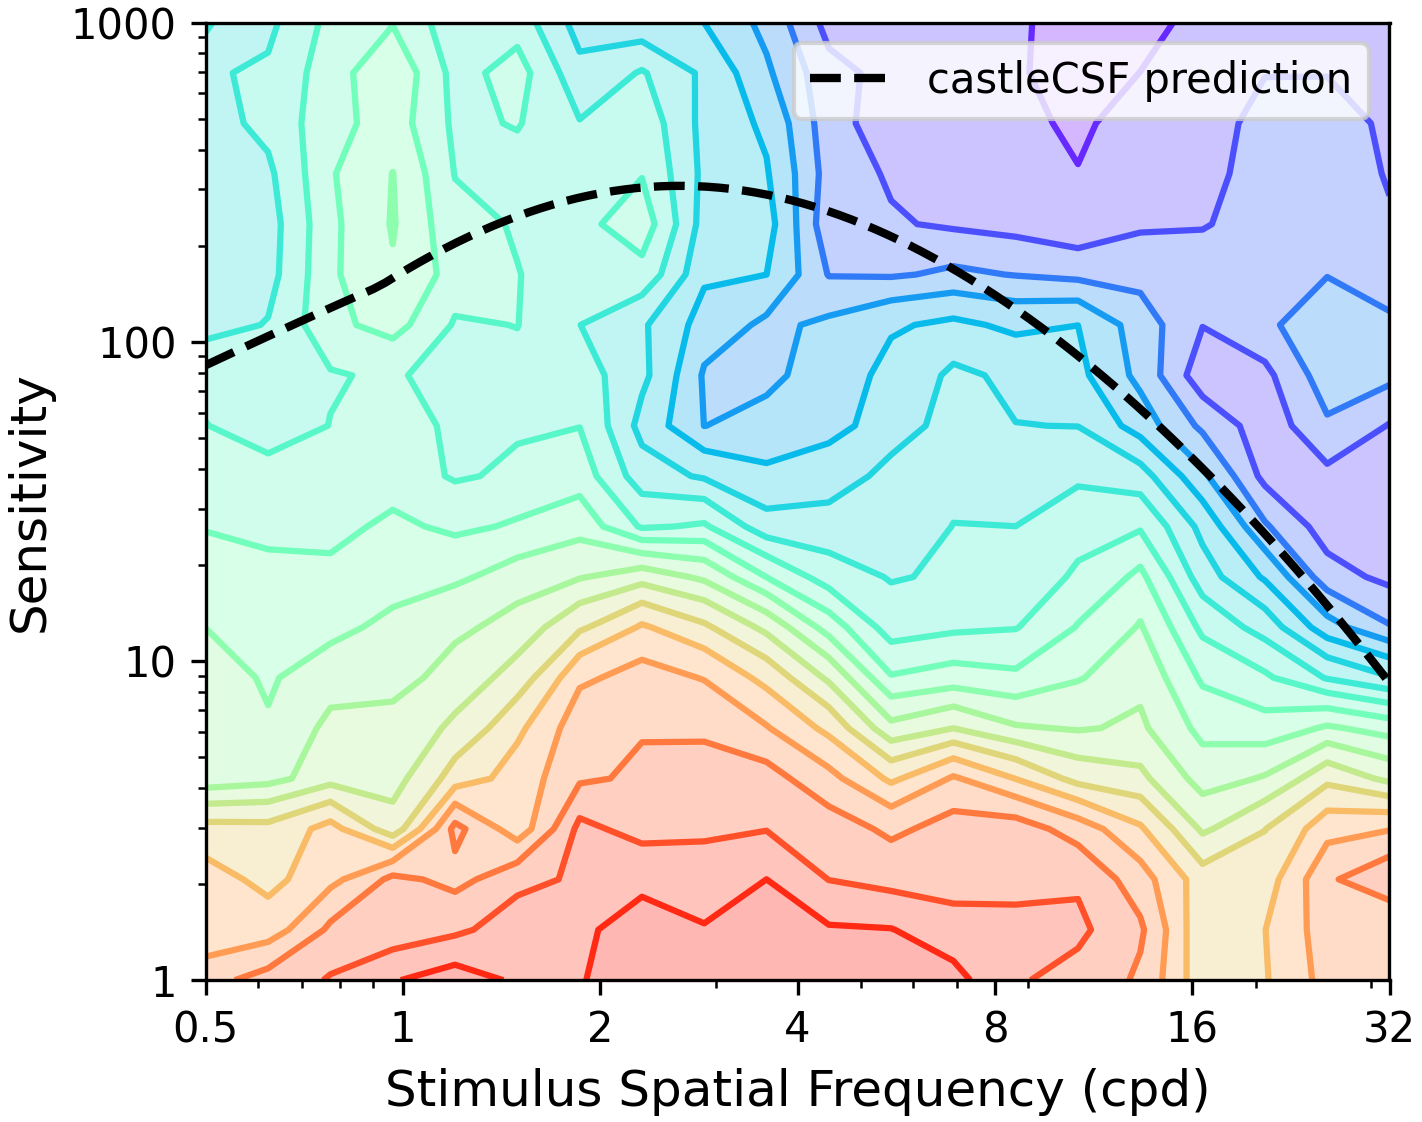 1000
100
10
1
Sensitivity
castleCSF prediction
0.5 1 2 4 8 16 32
Stimulus Spatial Frequency (cpd)